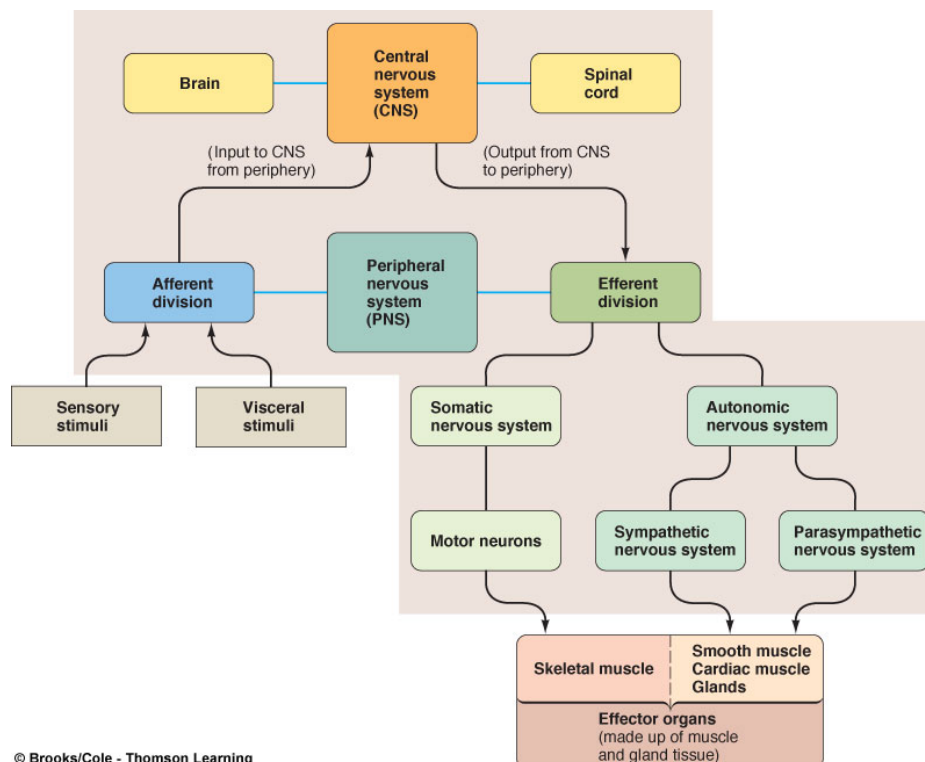 Central
nervous
system
(CNS)
Brain
Spinal
cord
(Input to CNS
from periphery)
(Output from CNS
to periphery)
Afferent
division
Peripheral
nervous
system
(PNS)
Efferent
division
Sensory
stimuli
Visceral
stimuli
Somatic
nervous system
Autonomic
nervous system
Motor neurons
Sympathetic
nervous system
Parasympathetic
nervous system
Skeletal muscle
Smooth muscle
Cardiac muscle
Glands
Effector organs
(made up of muscle
and gland tissue)
© Brooks/Cole - Thomson Learning